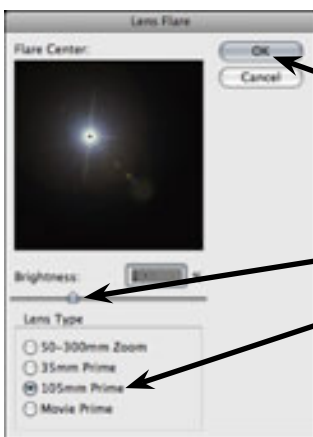 Lens Flare
Flare Center:
OK
Cancel
Brightness:
%
Lens Type
50-300mm Zoom
35mm Prime
105mm Prime
Movie Prime